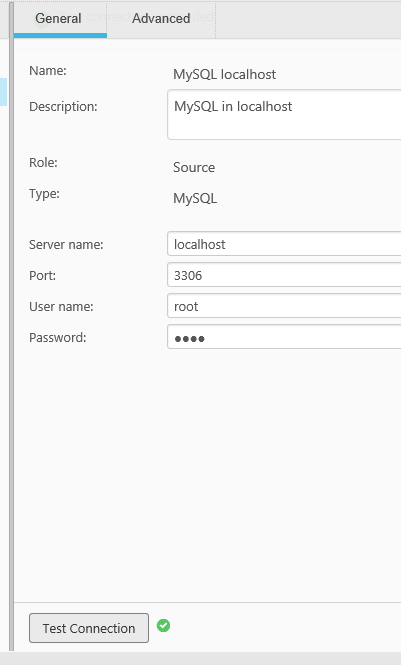 General Advanced
Name: MySQL localhost
Description: MySQL in localhost
Role: Source
Type: MySQL
Server name: localhost
Port: 3306
User name: root
Password: ●●●●
Test Connection